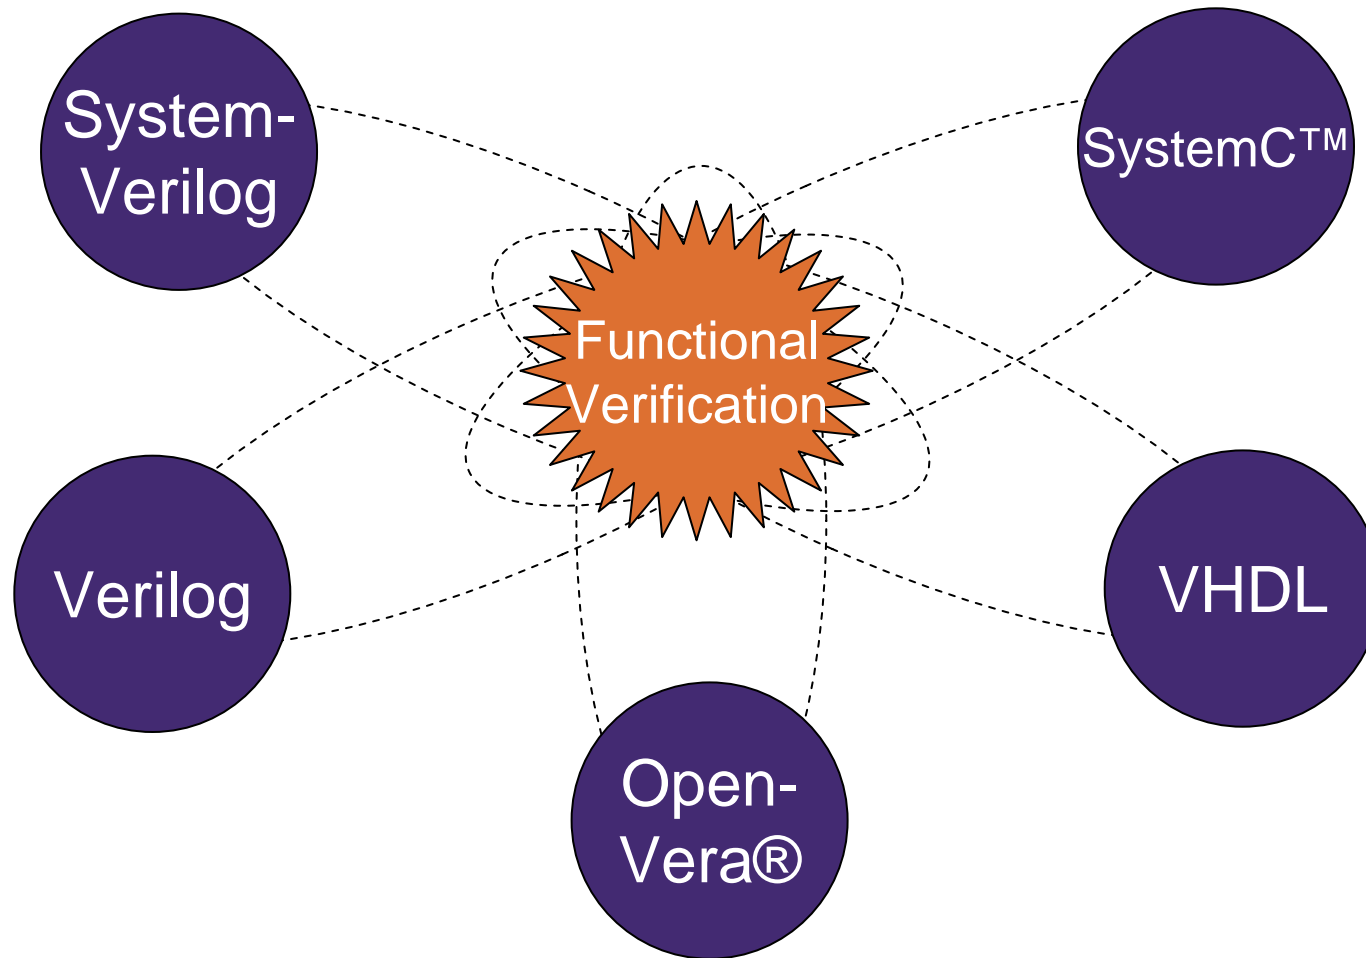 System-
Verilog
SystemC™
Functional
Verification
Verilog
VHDL
Open-
Vera®